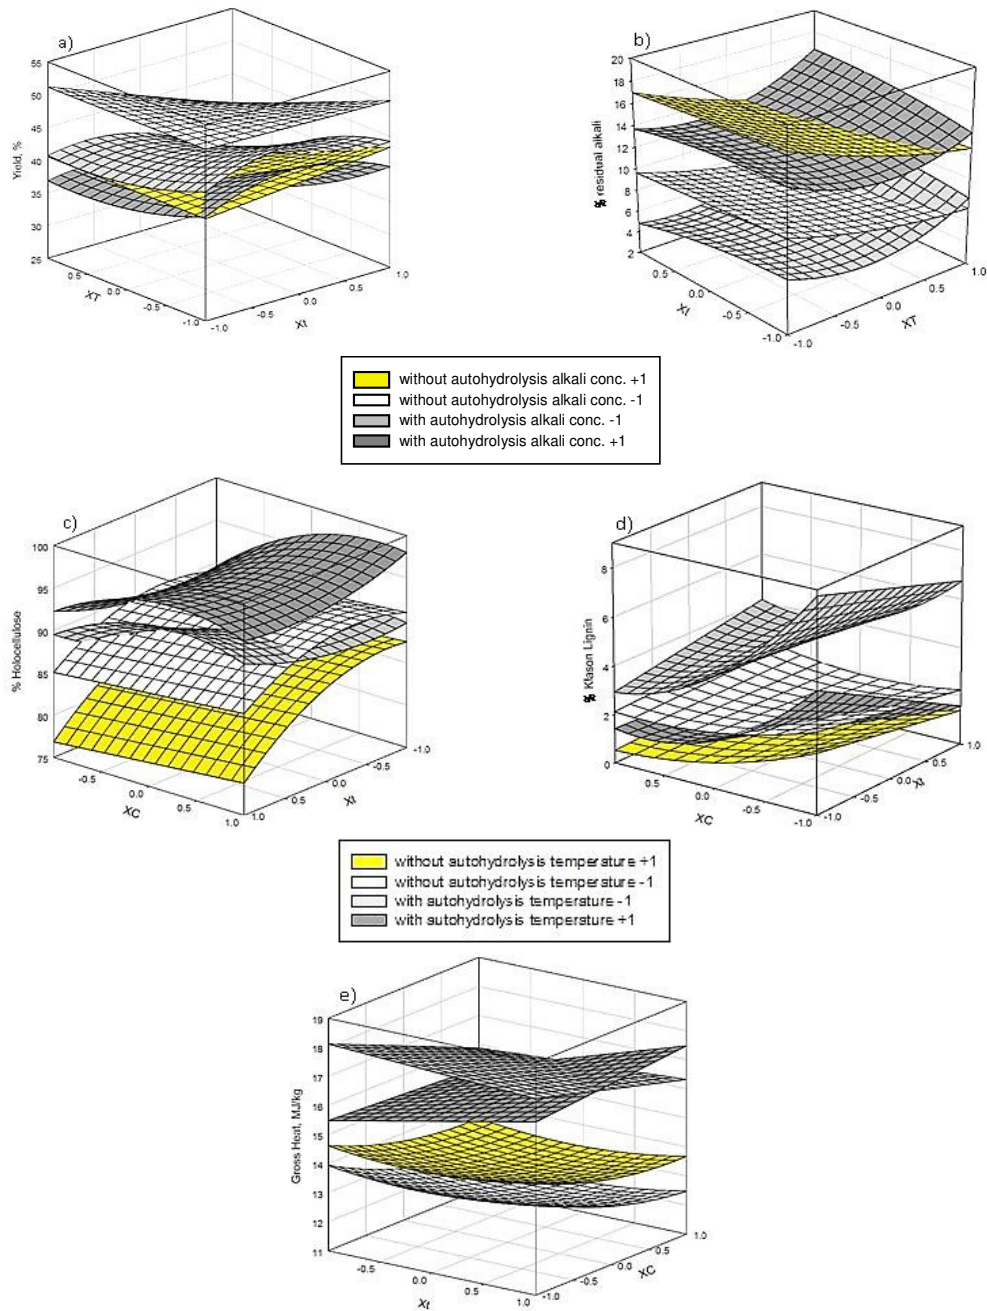 a)
55
50
45
40
35
30
25
Yield, %
0.5
0.0
-0.5
-1.0
XT
-1.0
-0.5
0.0
0.5
1.0
Xt
b)
20
18
16
14
12
10
8
6
4
2
% residual alkali
0.5
0.0
-0.5
-1.0
Xt
-1.0
-0.5
0.0
0.5
1.0
XT
without autohydrolysis alkali conc. +1
without autohydrolysis alkali conc. -1
with autohydrolysis alkali conc. -1
with autohydrolysis alkali conc. +1
c)
100
95
90
85
80
75
% Holocellulose
-0.5
0.0
0.5
1.0
XC
1.0
0.5
0.0
-0.5
-1.0
Xt
d)
8
6
4
2
0
% Klason Lignin
0.5
0.0
-0.5
-1.0
XC
-1.0
-0.5
0.0
0.5
1.0
Xt
without autohydrolysis temperature +1
without autohydrolysis temperature -1
with autohydrolysis temperature -1
with autohydrolysis temperature +1
e)
19
18
17
16
15
14
13
12
11
Gross Heat, MJ/kg
-0.5
0.0
0.5
1.0
Xt
-1.0
-0.5
0.0
0.5
1.0
XC